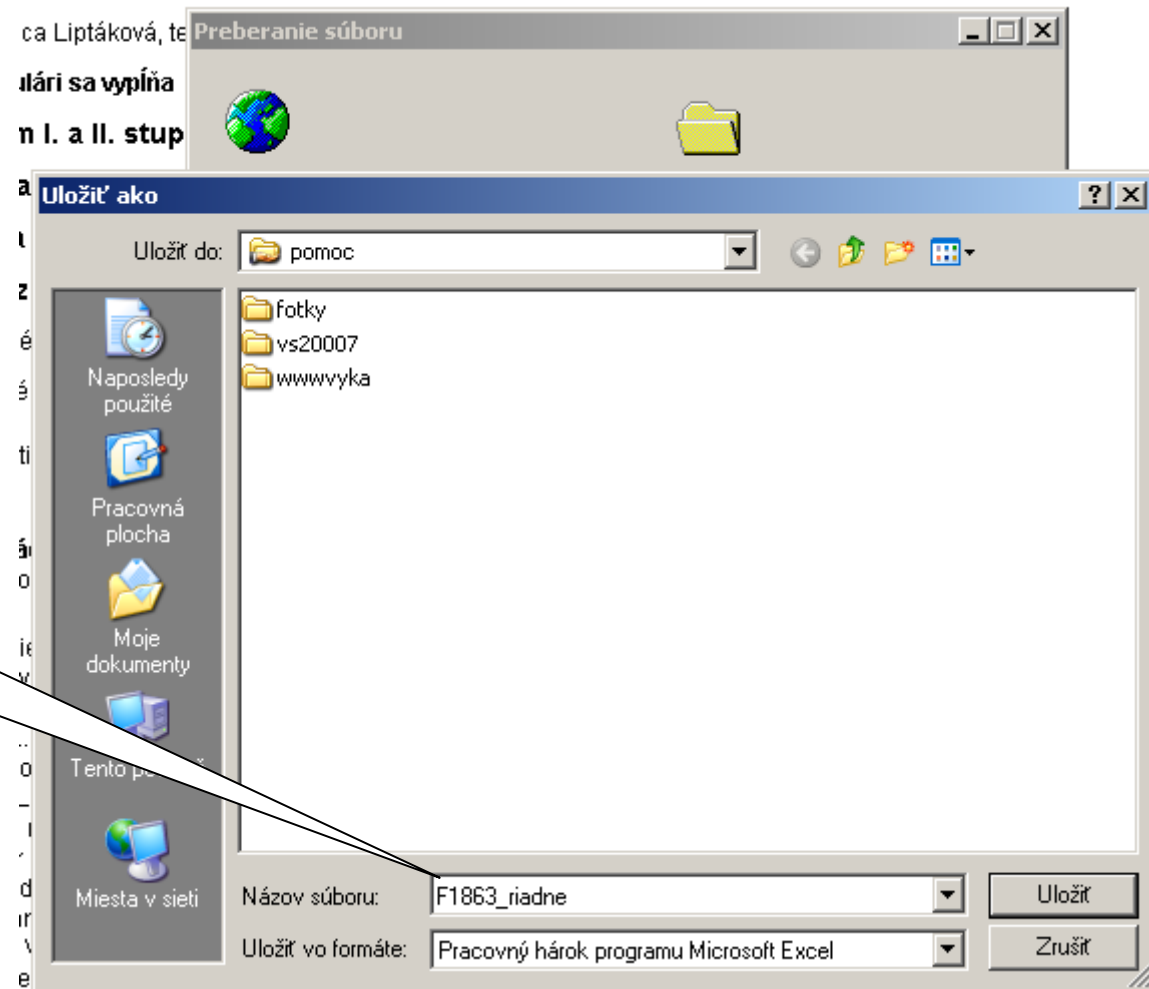 ca Liptáková, te
Preberanie súboru
sa vypĺňa
m I. a II. stup
Uložiť ako
Uložiť do:
pomoc
fotky
vs20007
wwwvyka
Naposledy
použité
Pracovná
plocha
Moje
dokumenty
Tento
Miesta v sieti
Názov súboru:
F1863_riadne
Uložiť
Uložiť vo formáte:
Pracovný hárok programu Microsoft Excel
Zrušiť